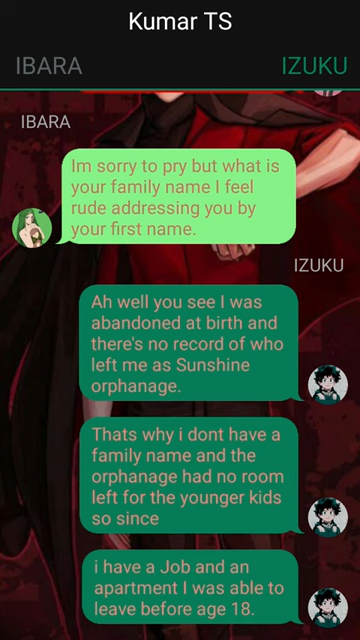 Kumar TS
IBARA
IZUKU
IBARA
Im sorry to pry but what is
your family name I feel
rude addressing you by
your first name.
IZUKU
Ah well you see I was
abandoned at birth and
there's no record of who
left me as Sunshine
orphanage.
Thats why i dont have a
family name and the
orphanage had no room
left for the younger kids
so since
i have a Job and an
apartment I was able to
leave before age 18.